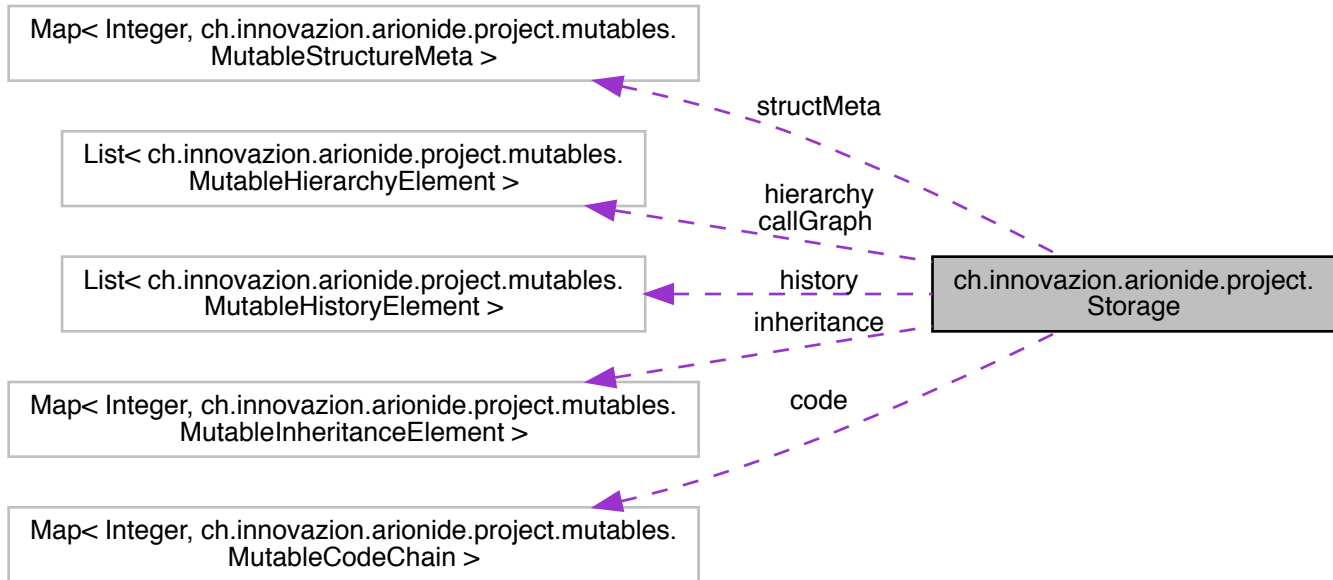 Map< Integer, ch.innovazion.arionide.project.mutables.
MutableStructureMeta >
structMeta
List< ch.innovazion.arionide.project.mutables.
MutableHierarchyElement >
hierarchy
callGraph
List< ch.innovazion.arionide.project.mutables.
MutableHistoryElement >
history
ch.innovazion.arionide.project.
Storage
inheritance
Map< Integer, ch.innovazion.arionide.project.mutables.
MutableInheritanceElement >
code
Map< Integer, ch.innovazion.arionide.project.mutables.
MutableCodeChain >